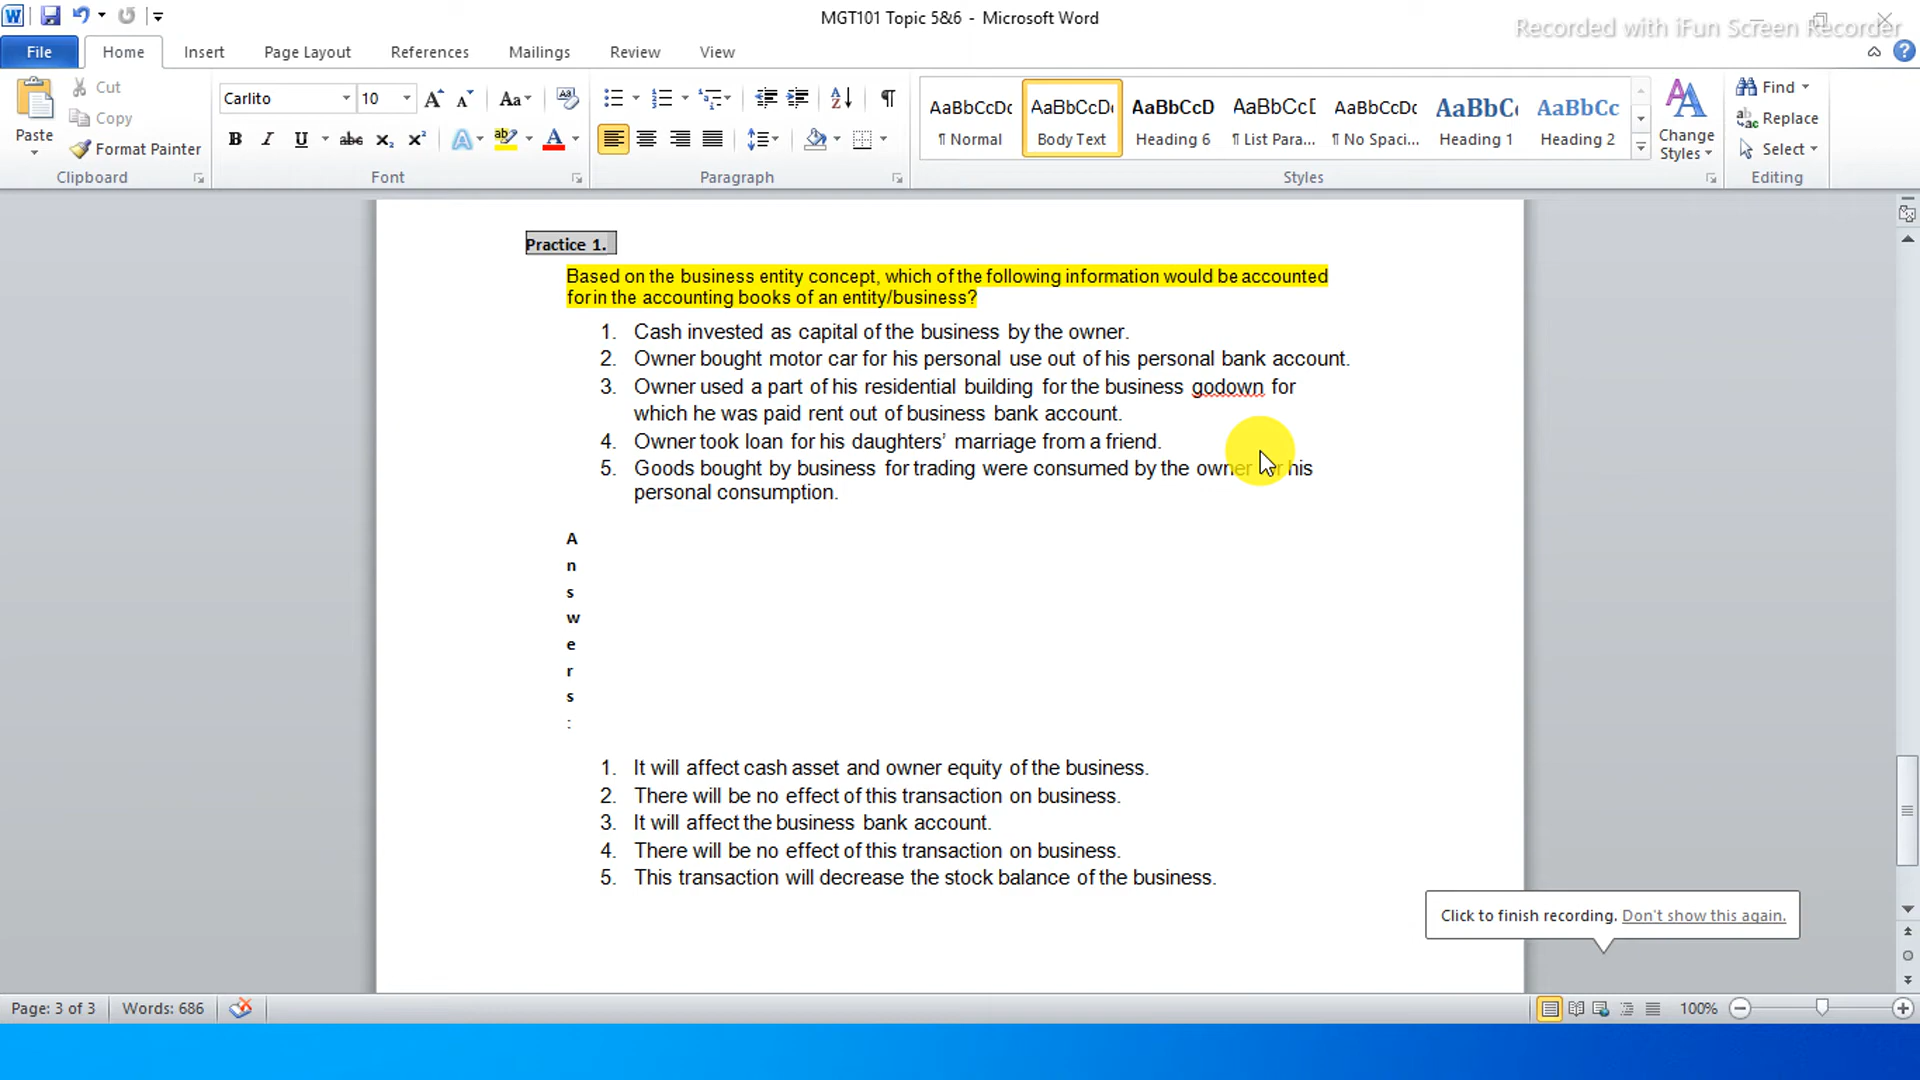 MGT101 Topic 5&6 - Microsoft Word
Recorded with iFun Screen Recorder
File Home Insert Page Layout References Mailings Review View
Paste
Cut
Copy
Format Painter
Clipboard
Carlito 10
Font
Paragraph
AaBbCcDc AaBbCcDc AaBbCcD AaBbCcD AaBbCcDc AaBbCc AaBbCc
¶ Normal Body Text Heading 6 ¶ List Para... ¶ No Spaci... Heading 1 Heading 2
Change
Styles
Styles
Find
Replace
Select
Editing
Practice 1.
Based on the business entity concept, which of the following information would be accounted
for in the accounting books of an entity/business?
1. Cash invested as capital of the business by the owner.
2. Owner bought motor car for his personal use out of his personal bank account.
3. Owner used a part of his residential building for the business godown for
which he was paid rent out of business bank account.
4. Owner took loan for his daughters’ marriage from a friend.
5. Goods bought by business for trading were consumed by the owner for his
personal consumption.
A
n
s
w
e
r
s
:
1. It will affect cash asset and owner equity of the business.
2. There will be no effect of this transaction on business.
3. It will affect the business bank account.
4. There will be no effect of this transaction on business.
5. This transaction will decrease the stock balance of the business.
Click to finish recording. Don't show this again.
Page: 3 of 3 Words: 686
100%